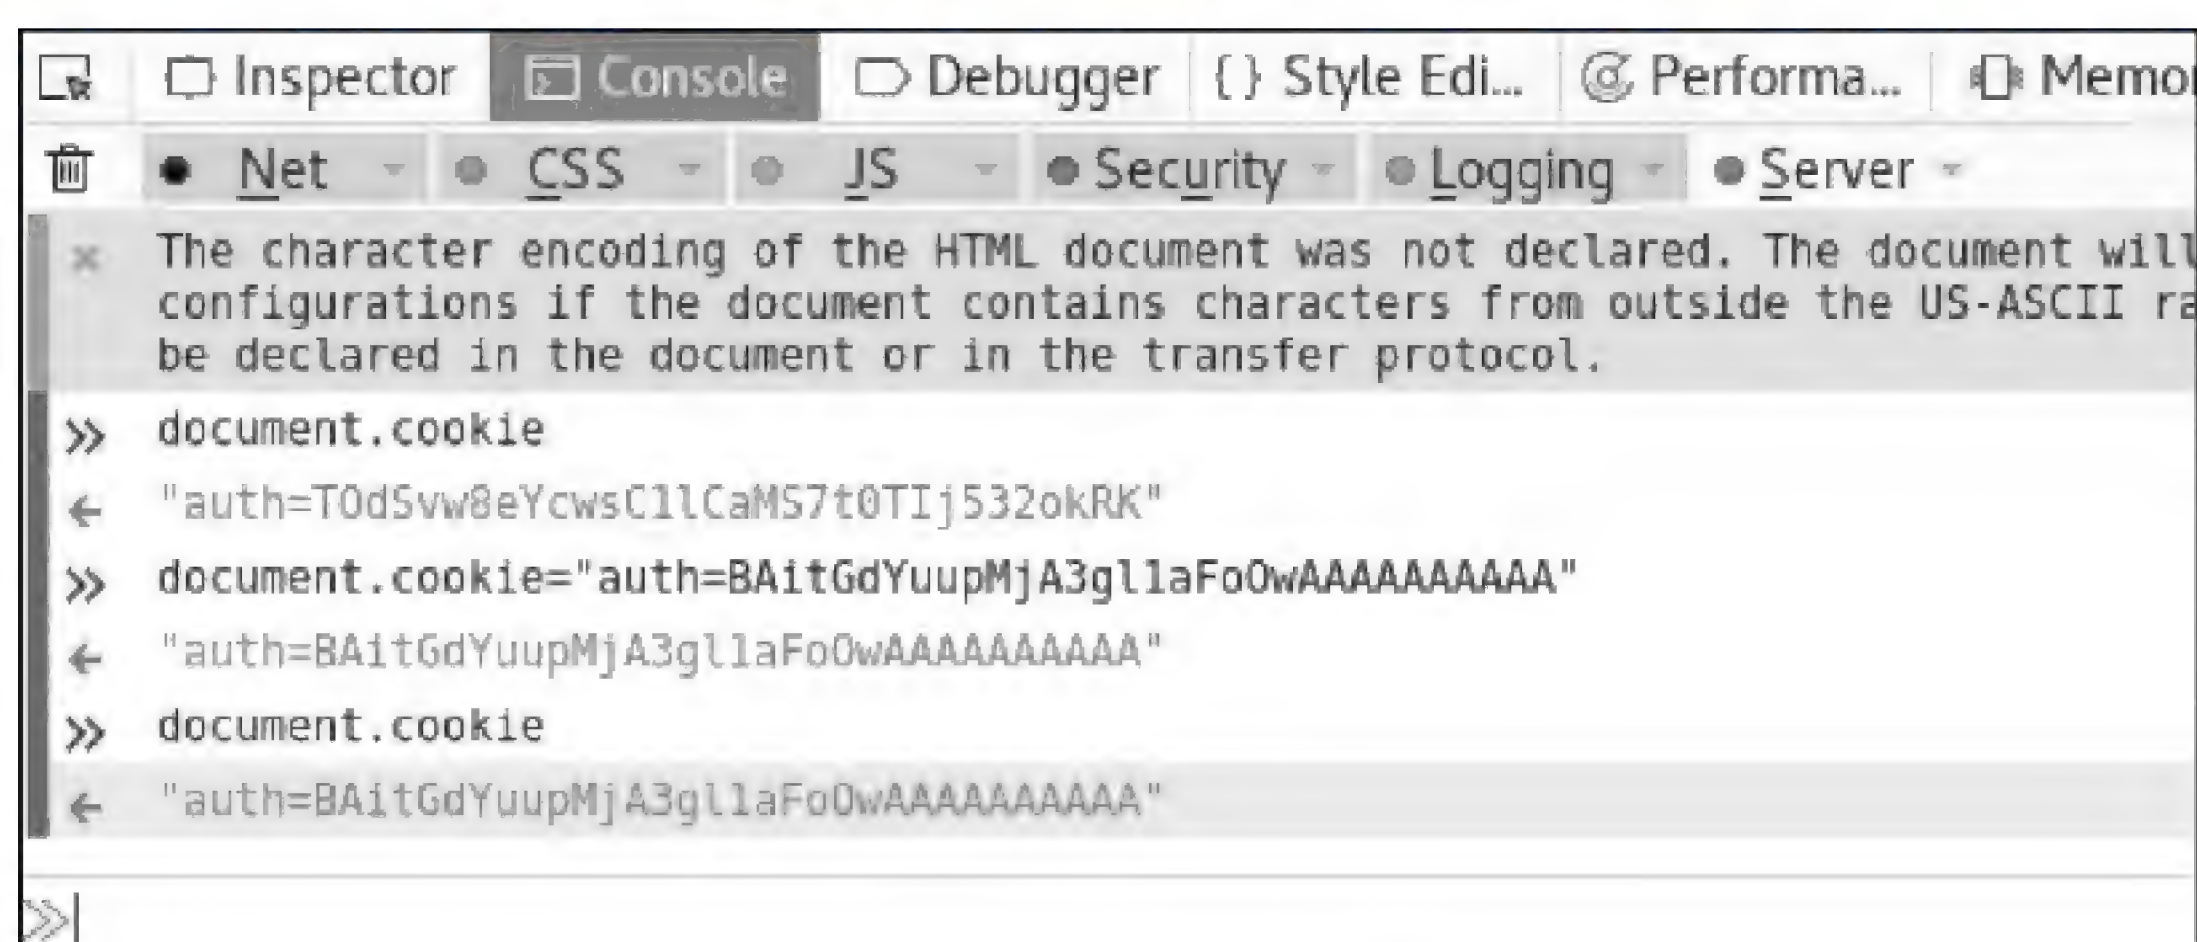 Inspector Console Debugger { } Style Edi... Performa... Memor
Net CSS JS Security Logging Server
The character encoding of the HTML document was not declared. The document will
configurations if the document contains characters from outside the US-ASCII ra
be declared in the document or in the transfer protocol.
» document.cookie
← "auth=TOdSvw8eYcwsC1lCaMS7t0TIj532okRK"
» document.cookie="auth=BAitGdYuupMjA3gl1aFoOwAAAAAAAAAA"
← "auth=BAitGdYuupMjA3gl1aFoOwAAAAAAAAAA"
» document.cookie
← "auth=BAitGdYuupMjA3gl1aFoOwAAAAAAAAAA"
»